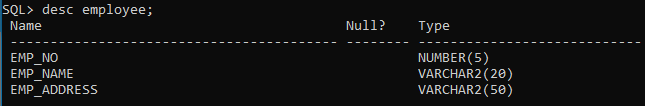 SQL> desc employee;
 Name                                      Null?    Type
 ----------------------------------------- -------- ----------------------------
 EMP_NO                                             NUMBER(5)
 EMP_NAME                                           VARCHAR2(20)
 EMP_ADDRESS                                        VARCHAR2(50)